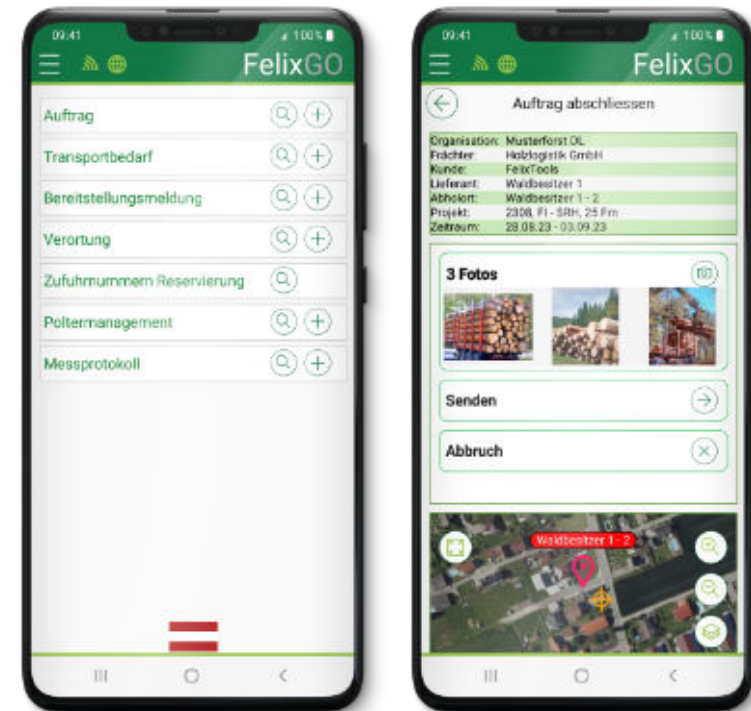 09:41
100%
FelixGO
Auftrag
Transportbedarf
Bereitstellungsmeldung
Verortung
Zufuhrnummern Reservierung
Poltermanagement
Messprotokoll
09:41
100%
FelixGO
Auftrag abschliessen
Organisation: Musterforst DL
Frächter: Holzlogistik GmbH
Kunde: FelixTools
Lieferant: Waldbesitzer 1
Abholort: Waldbesitzer 1 - 2
Projekt: 2308, FI - SRH, 25 Fm
Zeitraum: 28.08.23 - 03.09.23
3 Fotos
Senden
Abbruch
Waldbesitzer 1 - 2